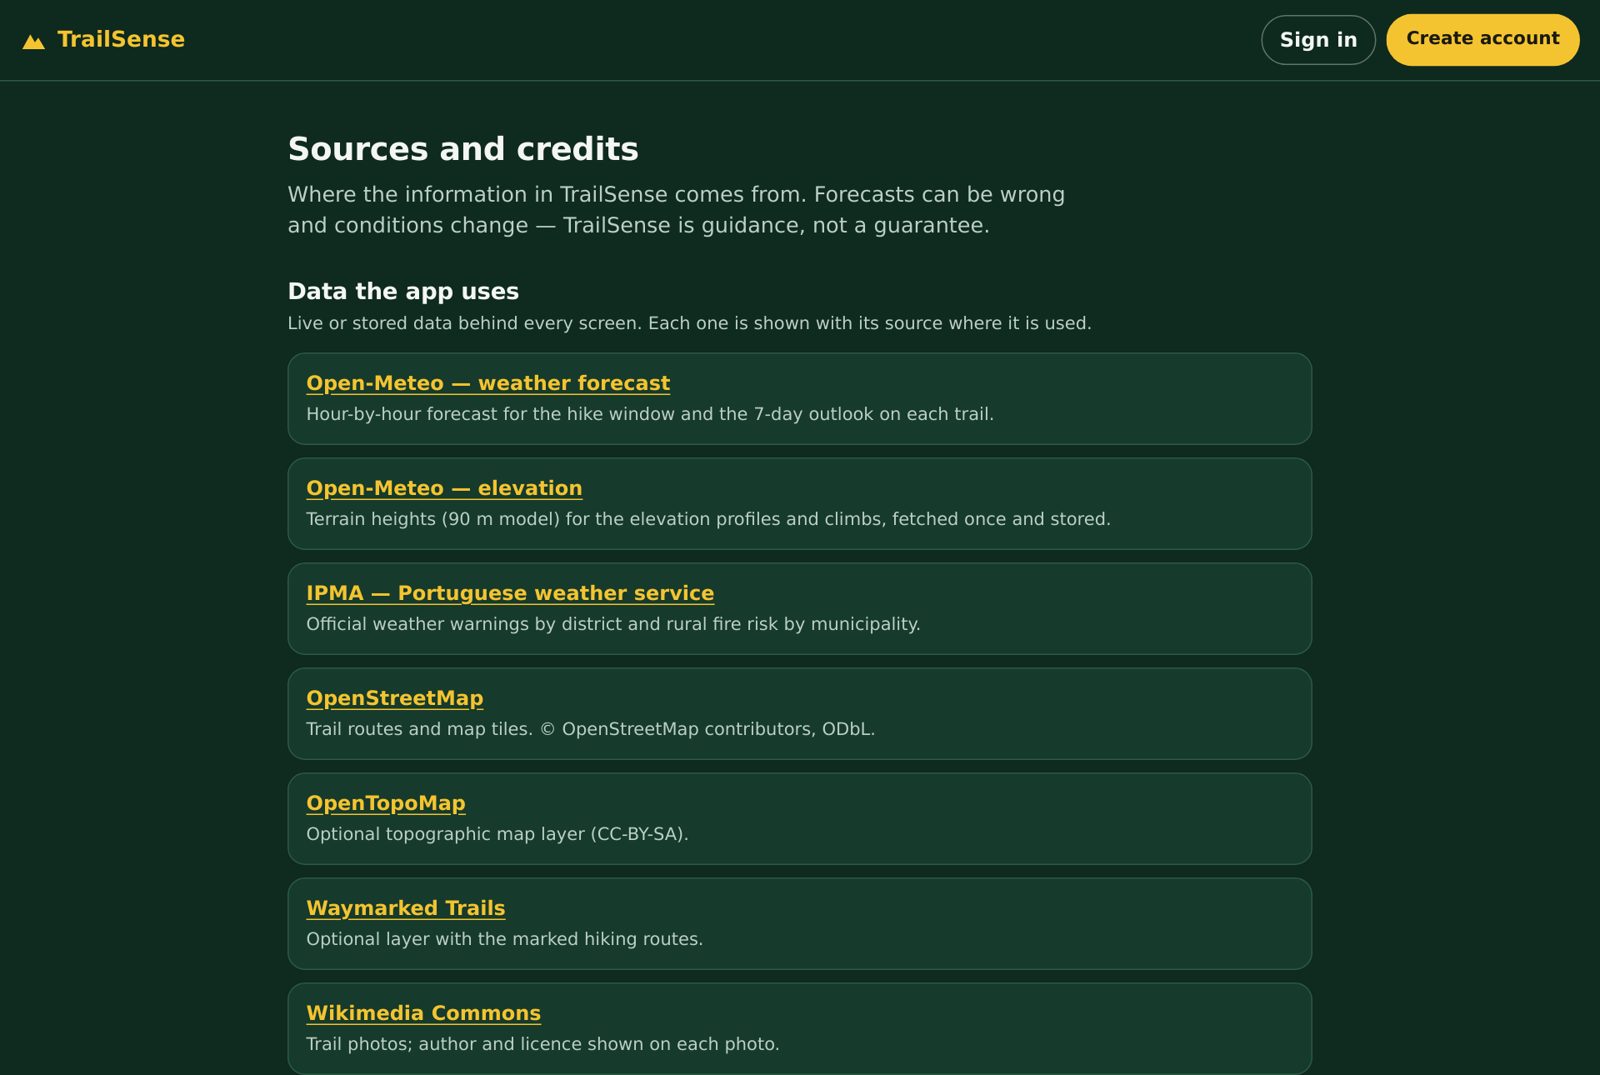 TrailSense
Sign in
Create account
Sources and credits
Where the information in TrailSense comes from. Forecasts can be wrong
and conditions change — TrailSense is guidance, not a guarantee.
Data the app uses
Live or stored data behind every screen. Each one is shown with its source where it is used.
Open-Meteo — weather forecast
Hour-by-hour forecast for the hike window and the 7-day outlook on each trail.
Open-Meteo — elevation
Terrain heights (90 m model) for the elevation profiles and climbs, fetched once and stored.
IPMA — Portuguese weather service
Official weather warnings by district and rural fire risk by municipality.
OpenStreetMap
Trail routes and map tiles. © OpenStreetMap contributors, ODbL.
OpenTopoMap
Optional topographic map layer (CC-BY-SA).
Waymarked Trails
Optional layer with the marked hiking routes.
Wikimedia Commons
Trail photos; author and licence shown on each photo.